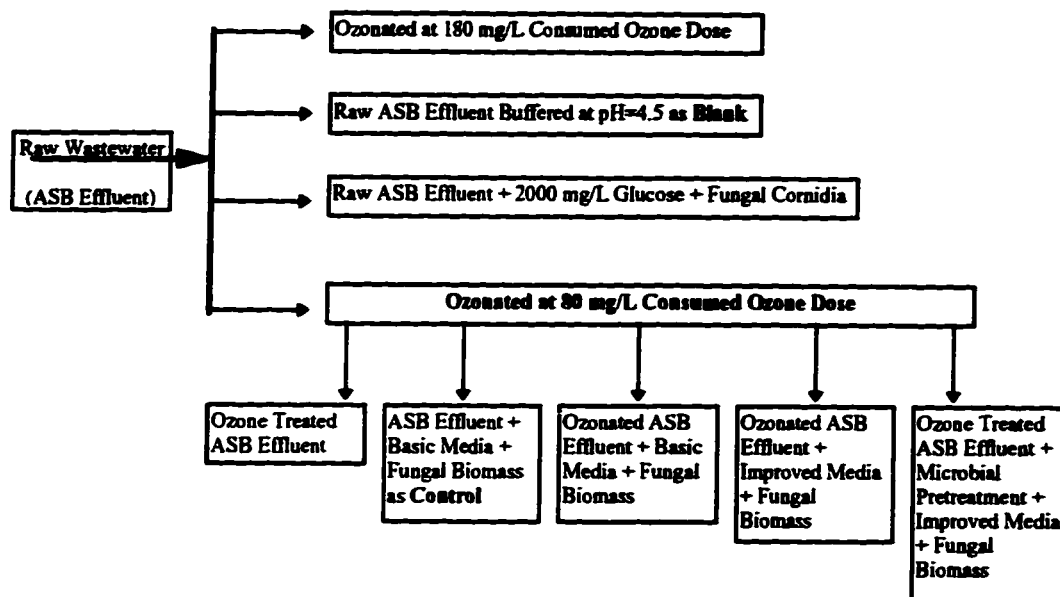 Ozonated at 180 mg/L Consumed Ozone Dose
Raw ASB Effluent Buffered at pH=4.5 as Blank
Raw Wastewater
(ASB Effluent)
Raw ASB Effluent + 2000 mg/L Glucose + Fungal Cornidia
Ozonated at 80 mg/L Consumed Ozone Dose
Ozone Treated
ASB Effluent
ASB Effluent +
Basic Media +
Fungal Biomass
as Control
Ozonated ASB
Effluent + Basic
Media + Fungal
Biomass
Ozonated ASB
Effluent +
Improved Media
+ Fungal
Biomass
Ozone Treated
ASB Effluent +
Microbial
Pretreatment +
Improved Media
+ Fungal
Biomass